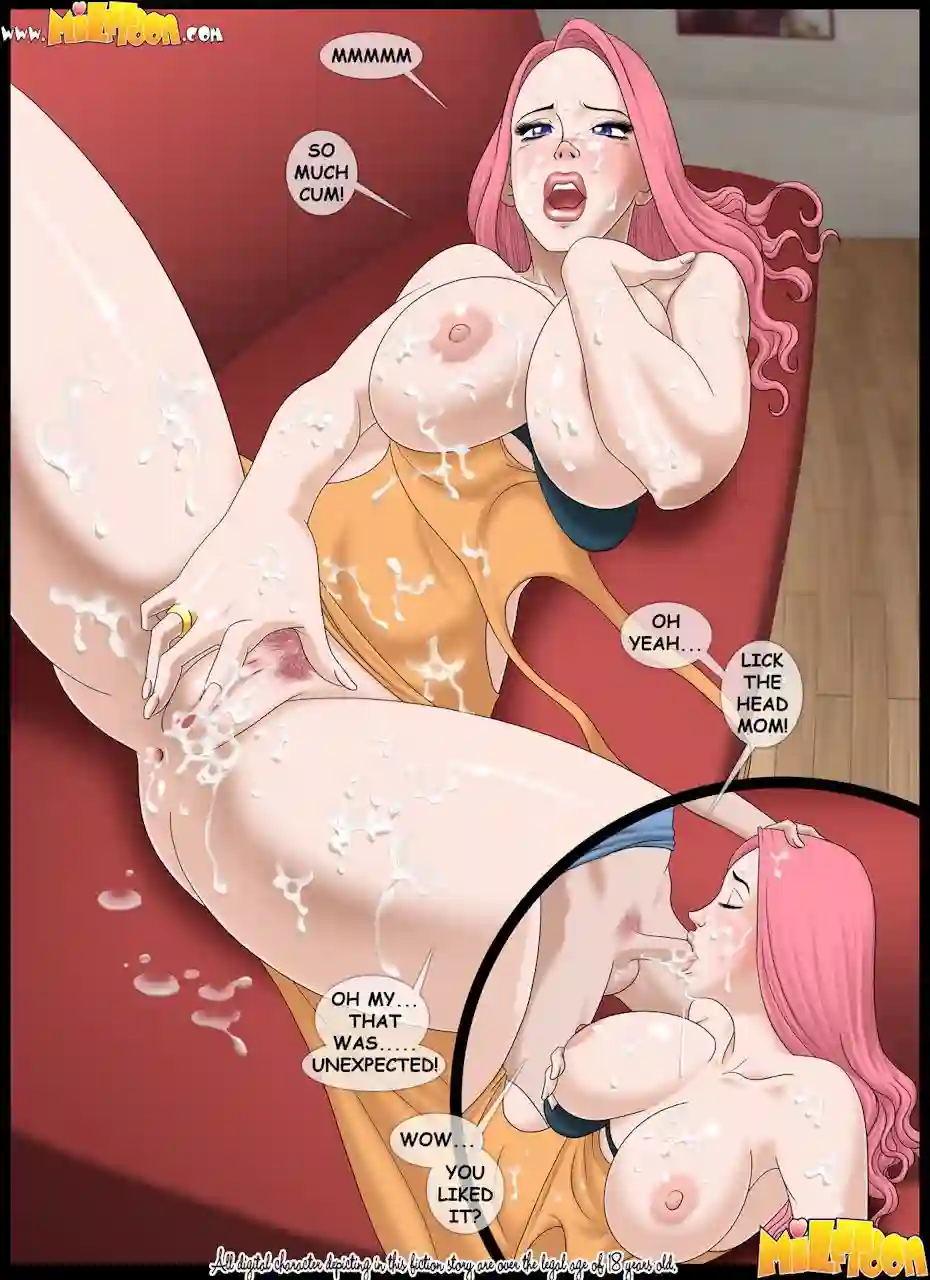 www.MILFToon.com
MMMMM
SO
MUCH
CUM!
OH
YEAH...
LICK
THE
HEAD
MOM!
OH MY...
THAT
WAS.....
UNEXPECTED!
WOW...
YOU
LIKED
IT?
MILFToon
All digital character depicting in this fiction story are over the legal age of 18 years old.